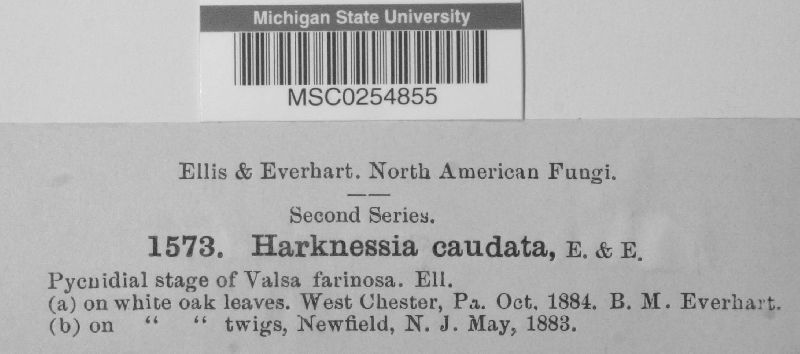 Michigan State University
MSC0254855
Ellis & Everhart. North American Fungi.
Second Series.
1573. Harknessia caudata, E. & E.
Pycnidial stage of Valsa farinosa. Ell.
(a) on white oak leaves. West Chester, Pa. Oct. 1884. B. M. Everhart.
(b) on “ “ twigs, Newfield, N. J. May, 1883.